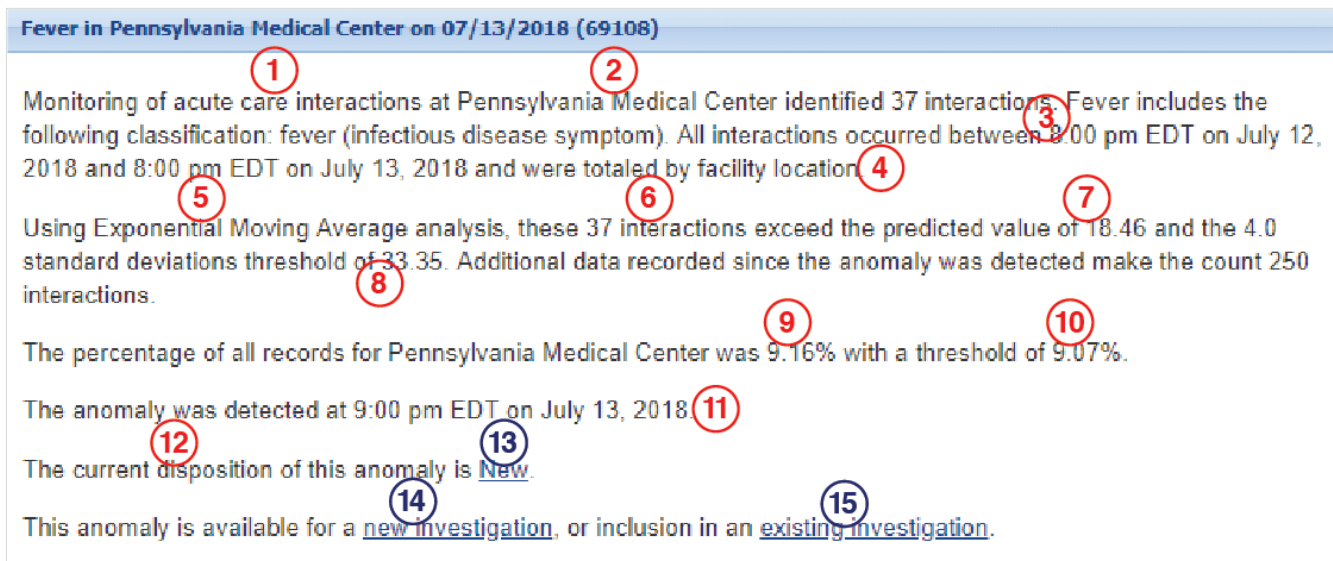 Fever in Pennsylvania Medical Center on 07/13/2018 (69108)
1 2
Monitoring of acute care interactions at Pennsylvania Medical Center identified 37 interactions. Fever includes the
3
following classification: fever (infectious disease symptom). All interactions occurred between 8:00 pm EDT on July 12,
2018 and 8:00 pm EDT on July 13, 2018 and were totaled by facility location. 4
5 6 7
Using Exponential Moving Average analysis, these 37 interactions exceed the predicted value of 18.46 and the 4.0
standard deviations threshold of 33.35. Additional data recorded since the anomaly was detected make the count 250
8
interactions.
9 10
The percentage of all records for Pennsylvania Medical Center was 9.16% with a threshold of 9.07%.
The anomaly was detected at 9:00 pm EDT on July 13, 2018. 11
12 13
The current disposition of this anomaly is New.
14 15
This anomaly is available for a new investigation, or inclusion in an existing investigation.